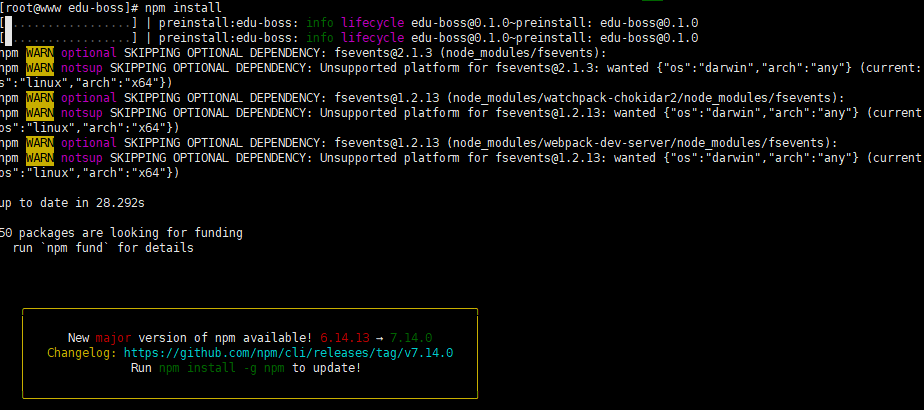 [root@www edu-boss]# npm install
[ ................] | preinstall:edu-boss: info lifecycle edu-boss@0.1.0~preinstall: edu-boss@0.1.0
[ ................] | preinstall:edu-boss: info lifecycle edu-boss@0.1.0~preinstall: edu-boss@0.1.0
npm WARN optional SKIPPING OPTIONAL DEPENDENCY: fsevents@2.1.3 (node_modules/fsevents):
npm WARN notsup SKIPPING OPTIONAL DEPENDENCY: Unsupported platform for fsevents@2.1.3: wanted {"os":"darwin","arch":"any"} (current:
os":"linux","arch":"x64"})
npm WARN optional SKIPPING OPTIONAL DEPENDENCY: fsevents@1.2.13 (node_modules/watchpack-chokidar2/node_modules/fsevents):
npm WARN notsup SKIPPING OPTIONAL DEPENDENCY: Unsupported platform for fsevents@1.2.13: wanted {"os":"darwin","arch":"any"} (current
os":"linux","arch":"x64"})
npm WARN optional SKIPPING OPTIONAL DEPENDENCY: fsevents@1.2.13 (node_modules/webpack-dev-server/node_modules/fsevents):
npm WARN notsup SKIPPING OPTIONAL DEPENDENCY: Unsupported platform for fsevents@1.2.13: wanted {"os":"darwin","arch":"any"} (current
os":"linux","arch":"x64"})
up to date in 28.292s
50 packages are looking for funding
run `npm fund` for details
New major version of npm available! 6.14.13 → 7.14.0
Changelog: https://github.com/npm/cli/releases/tag/v7.14.0
Run npm install -g npm to update!